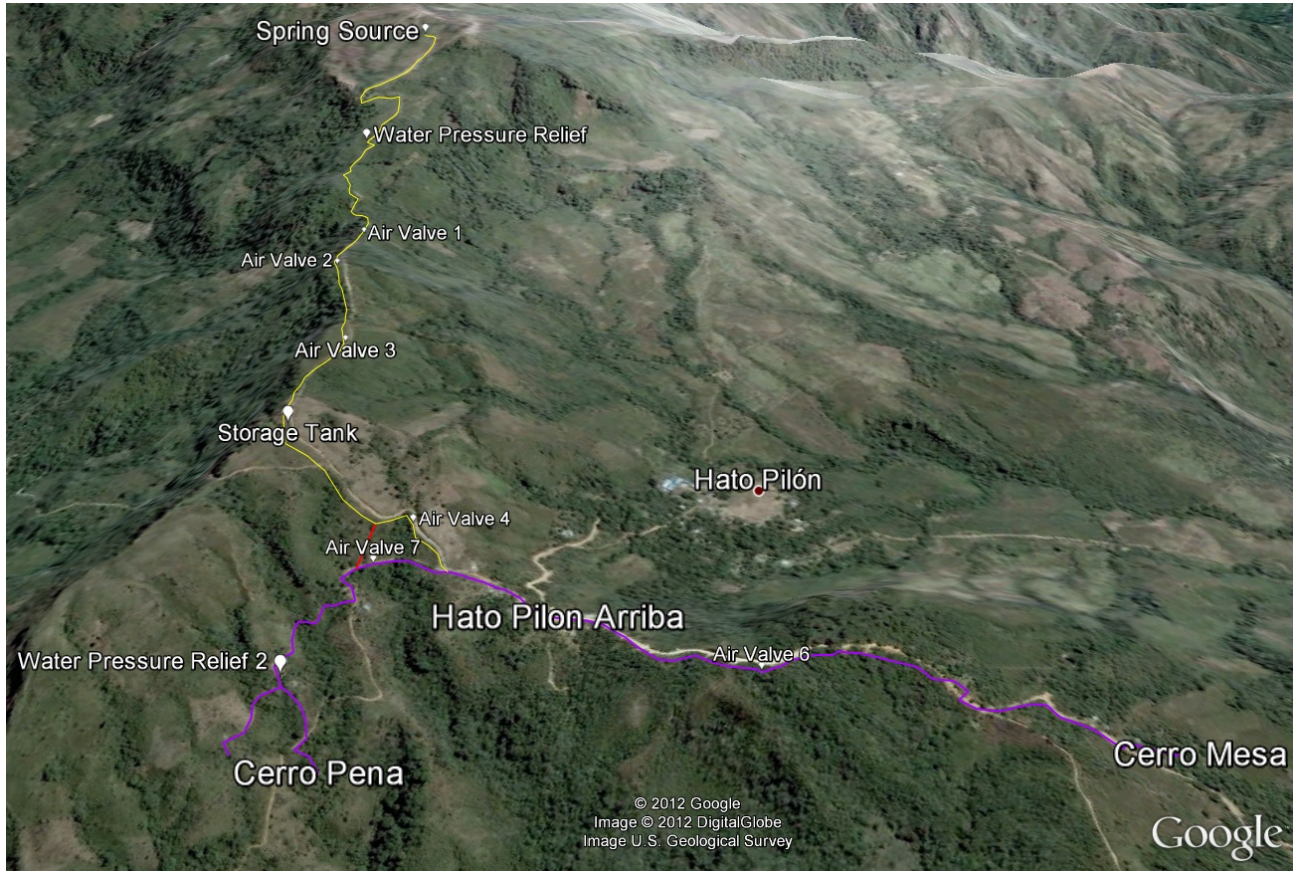 Spring Source
Water Pressure Relief
Air Valve 1
Air Valve 2
Air Valve 3
Storage Tank
Hato Pilón
Air Valve 4
Air Valve 7
Hato Pilon Arriba
Air Valve 6
Water Pressure Relief 2
Cerro Mesa
Cerro Pena
© 2012 Google
Image © 2012 DigitalGlobe
Image U.S. Geological Survey
Google